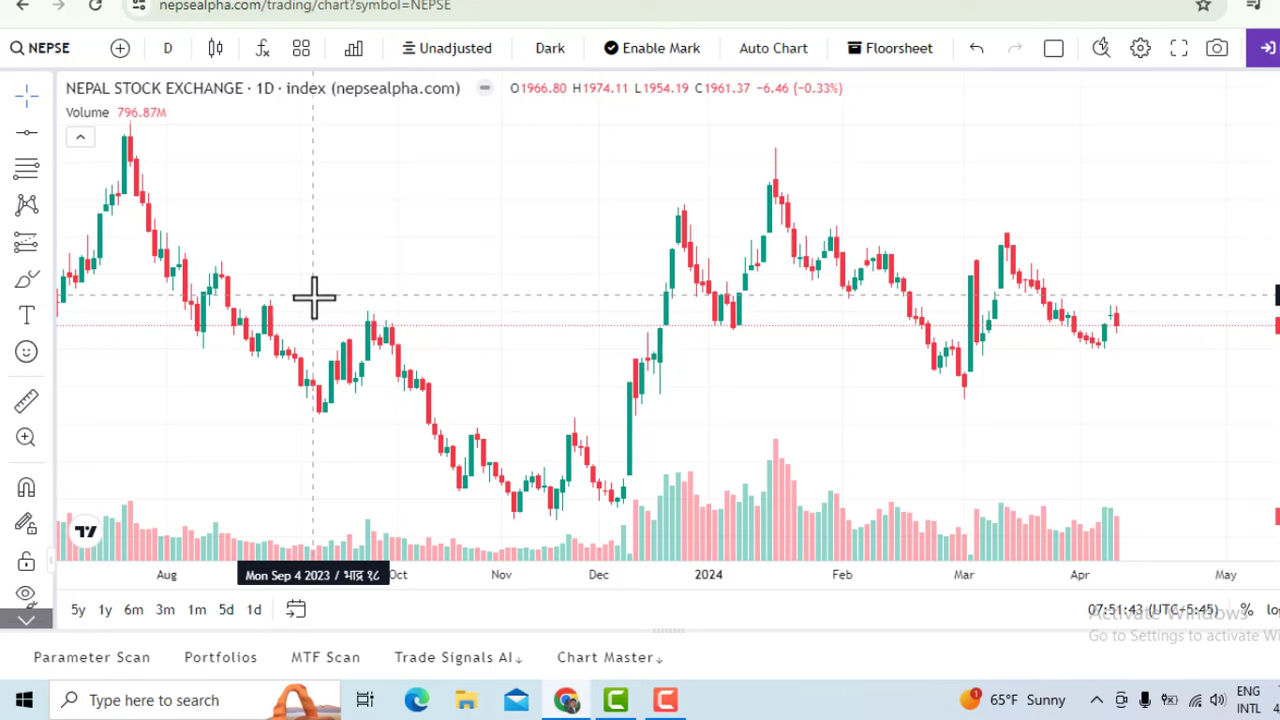 nepsealpha.com/trading/chart?symbol=NEPSE
NEPSE D Unadjusted Dark Enable Mark Auto Chart Floorsheet
NEPAL STOCK EXCHANGE · 1D · index (nepsealpha.com) O1966.80 H1974.11 L1954.19 C1961.37 −6.46 (−0.33%)
Volume 796.87M
Aug Mon Sep 4 2023 / भाद्र १८ Oct Nov Dec 2024 Feb Mar Apr May
5y 1y 6m 3m 1m 5d 1d 07:51:43 (UTC+5:45) % log
Activate Windows
Go to Settings to activate Wi
Parameter Scan Portfolios MTF Scan Trade Signals AI↓ Chart Master↓
Type here to search 1 65°F Sunny ENG
INTL